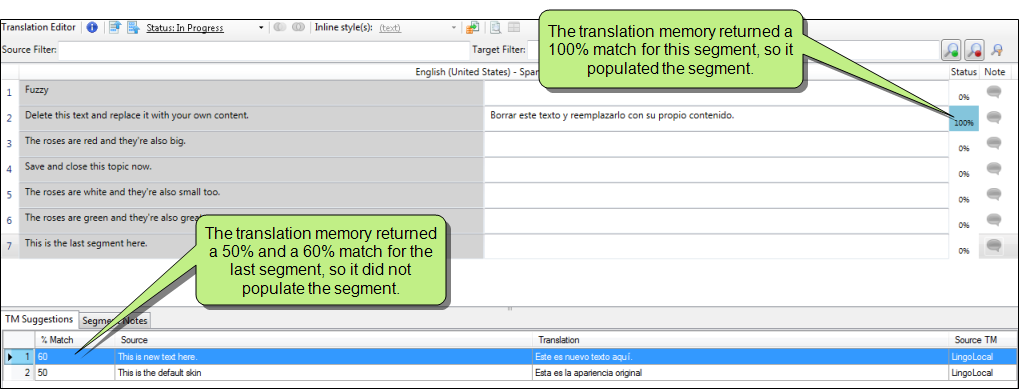 Translation Editor Status: In Progress Inline style(s): (text)
Source Filter: Target Filter:
The translation memory returned a
100% match for this segment, so it
populated the segment.
English (United States) - Spa Status Note
1 Fuzzy 0%
2 Delete this text and replace it with your own content. Borrar este texto y reemplazarlo con su propio contenido. 100%
3 The roses are red and they're also big. 0%
4 Save and close this topic now. 0%
5 The roses are white and they're also small too. 0%
6 The roses are green and they're also great 0%
7 This is the last segment here. 0%
The translation memory returned
a 50% and a 60% match for the
last segment, so it did not
populate the segment.
TM Suggestions Segment Notes
% Match Source Translation Source TM
1 60 This is new text here. Este es nuevo texto aquí. LingoLocal
2 50 This is the default skin Esta es la apariencia original LingoLocal